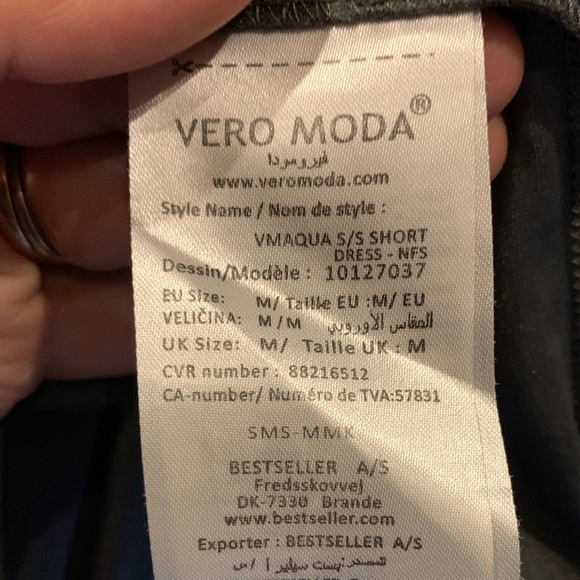 VERO MODA®
فيرومودا
www.veromoda.com
Style Name / Nom de style :
VMAQUA S/S SHORT
DRESS - NFS
Dessin/Modèle : 10127037
EU Size: M/ Taille EU :M/ EU
VELIČINA: M/M المقاس الأوروبي
UK Size: M/ Taille UK : M
CVR number : 88216512
CA-number/ Numéro de TVA:57831
SMS-MMK
BESTSELLER A/S
Fredsskovvej
DK-7330 Brande
www.bestseller.com
Exporter : BESTSELLER A/S